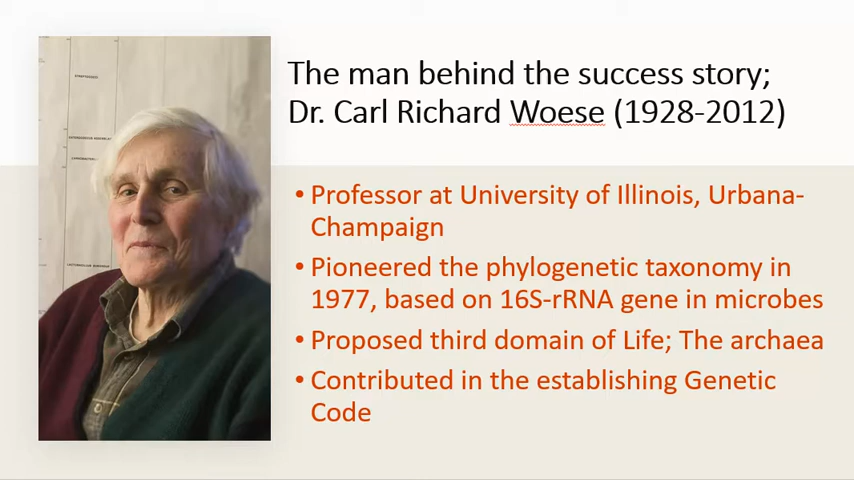 The man behind the success story;
Dr. Carl Richard Woese (1928-2012)
• Professor at University of Illinois, Urbana-
Champaign
• Pioneered the phylogenetic taxonomy in
1977, based on 16S-rRNA gene in microbes
• Proposed third domain of Life; The archaea
• Contributed in the establishing Genetic
Code